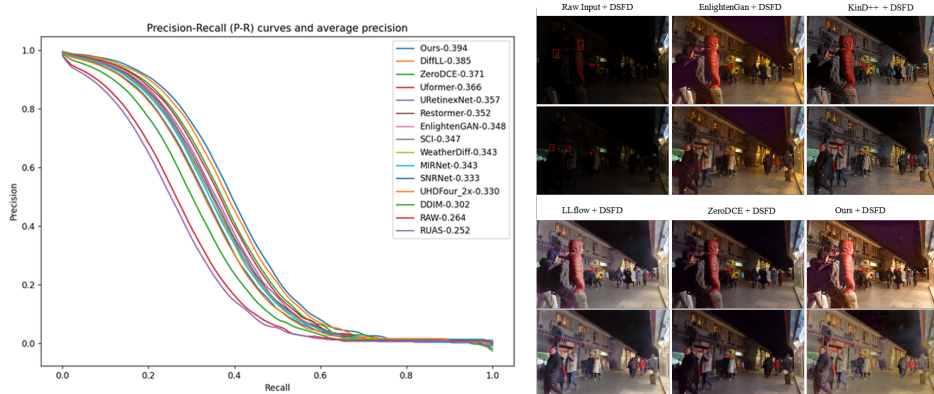 Precision-Recall (P-R) curves and average precision
Precision
1.0
0.8
0.6
0.4
0.2
0.0
0.0
0.2
0.4
0.6
0.8
1.0
Recall
Ours-0.394
DiffLL-0.385
ZeroDCE-0.371
Uformer-0.366
URetinexNet-0.357
Restormer-0.352
EnlightenGAN-0.348
SCI-0.347
WeatherDiff-0.343
MIRNet-0.343
SNRNet-0.333
UHDFour_2x-0.330
DDIM-0.302
RAW-0.264
RUAS-0.252
Raw Input + DSFD
EnlightenGan + DSFD
KinD++ + DSFD
LLflow + DSFD
ZeroDCE + DSFD
Ours + DSFD